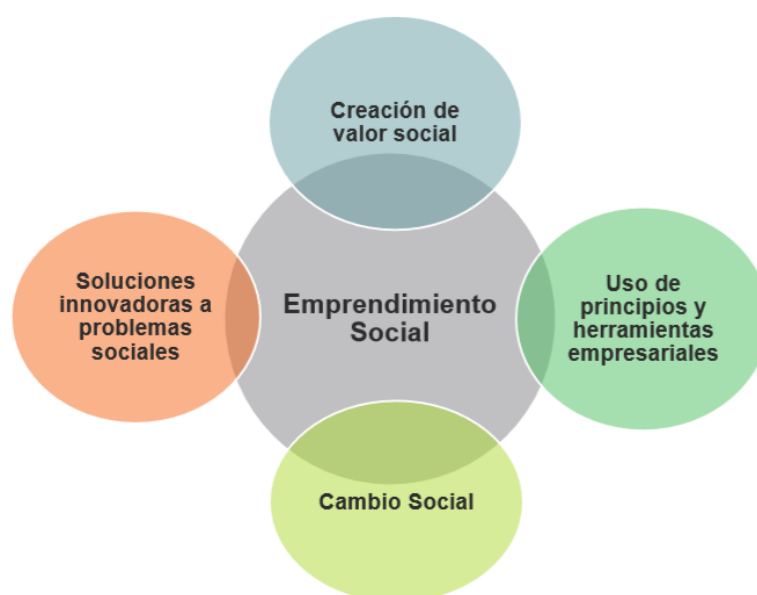 Creación de
valor social
Soluciones
innovadoras a
problemas
sociales
Emprendimiento
Social
Uso de
principios y
herramientas
empresariales
Cambio Social